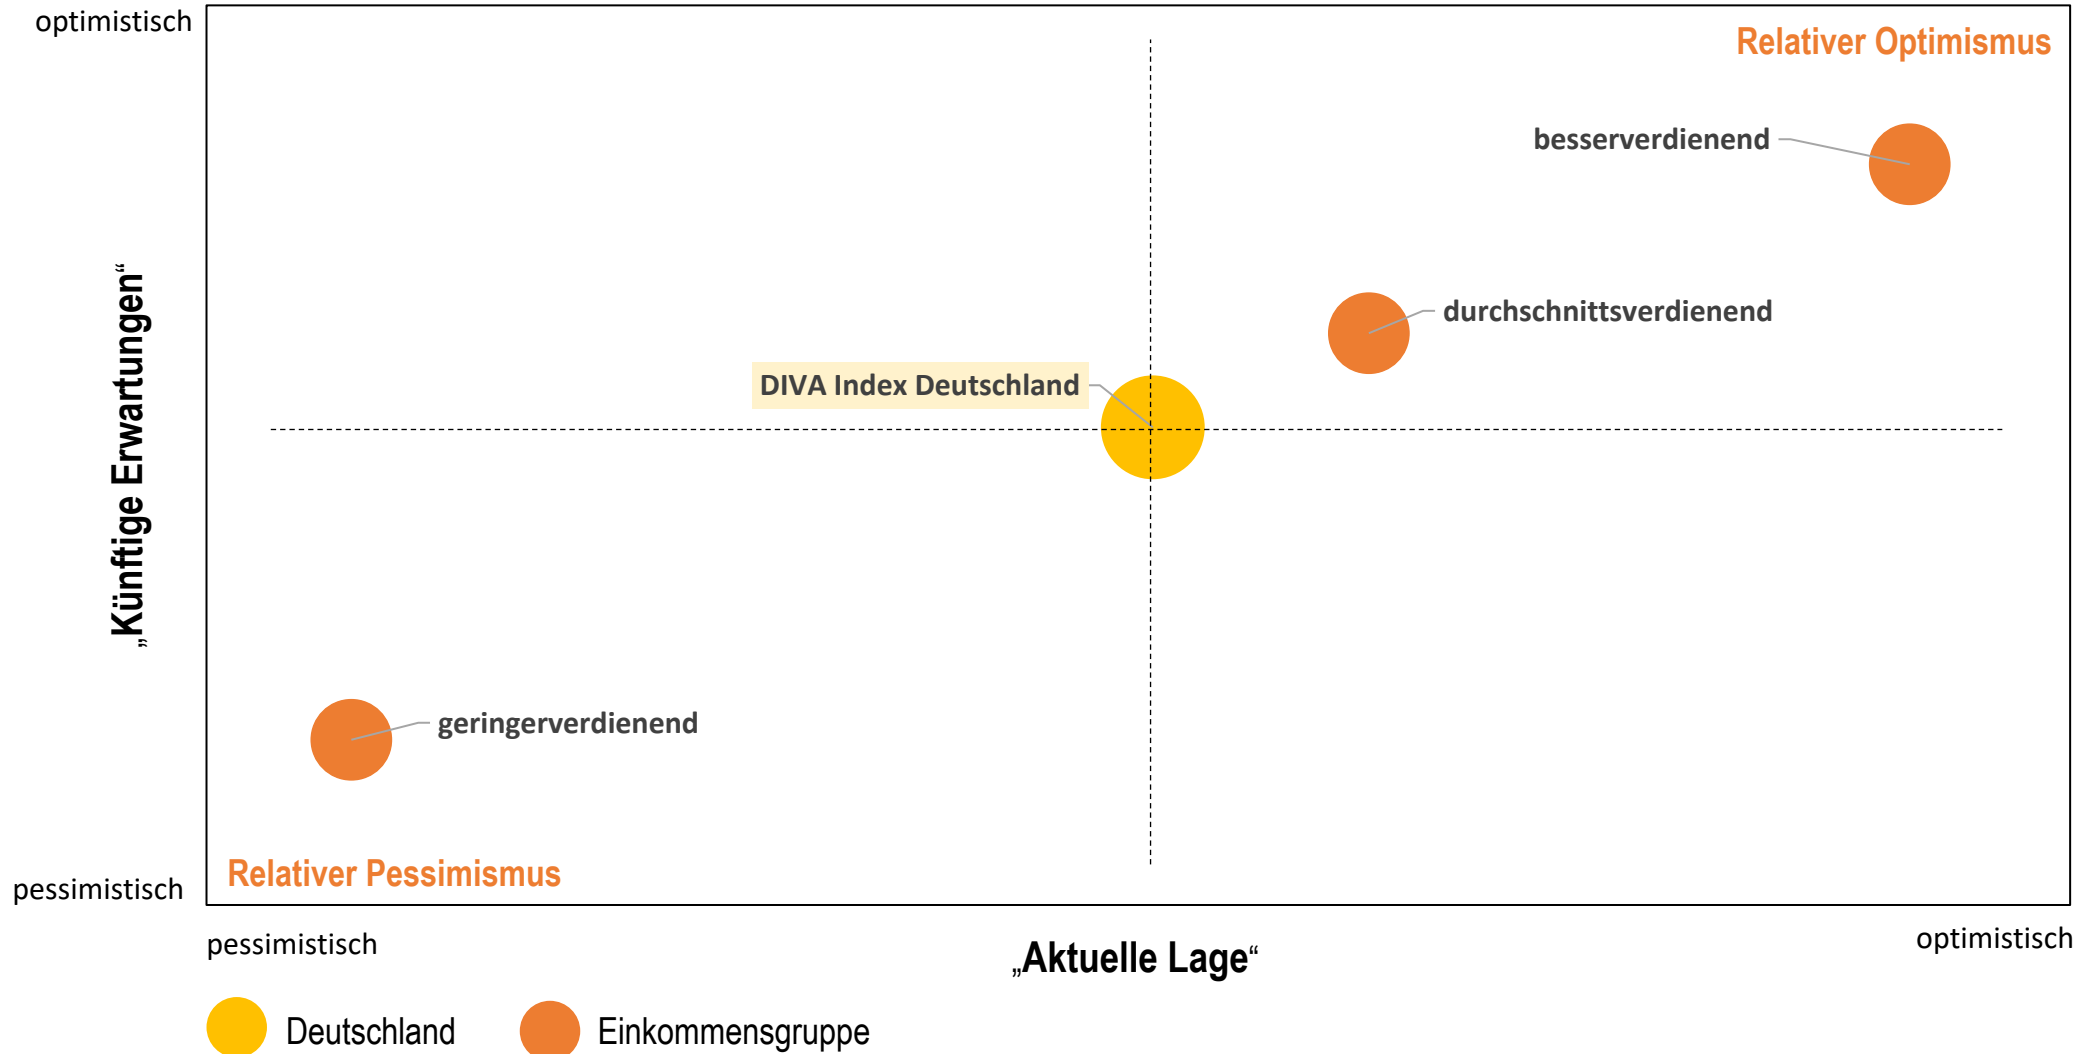 optimistisch
Relativer Optimismus
besserverdienend
durchschnittsverdienend
DIVA Index Deutschland
„Künftige Erwartungen“
geringerverdienend
Relativer Pessimismus
pessimistisch
pessimistisch
„Aktuelle Lage“
optimistisch
Deutschland
Einkommensgruppe